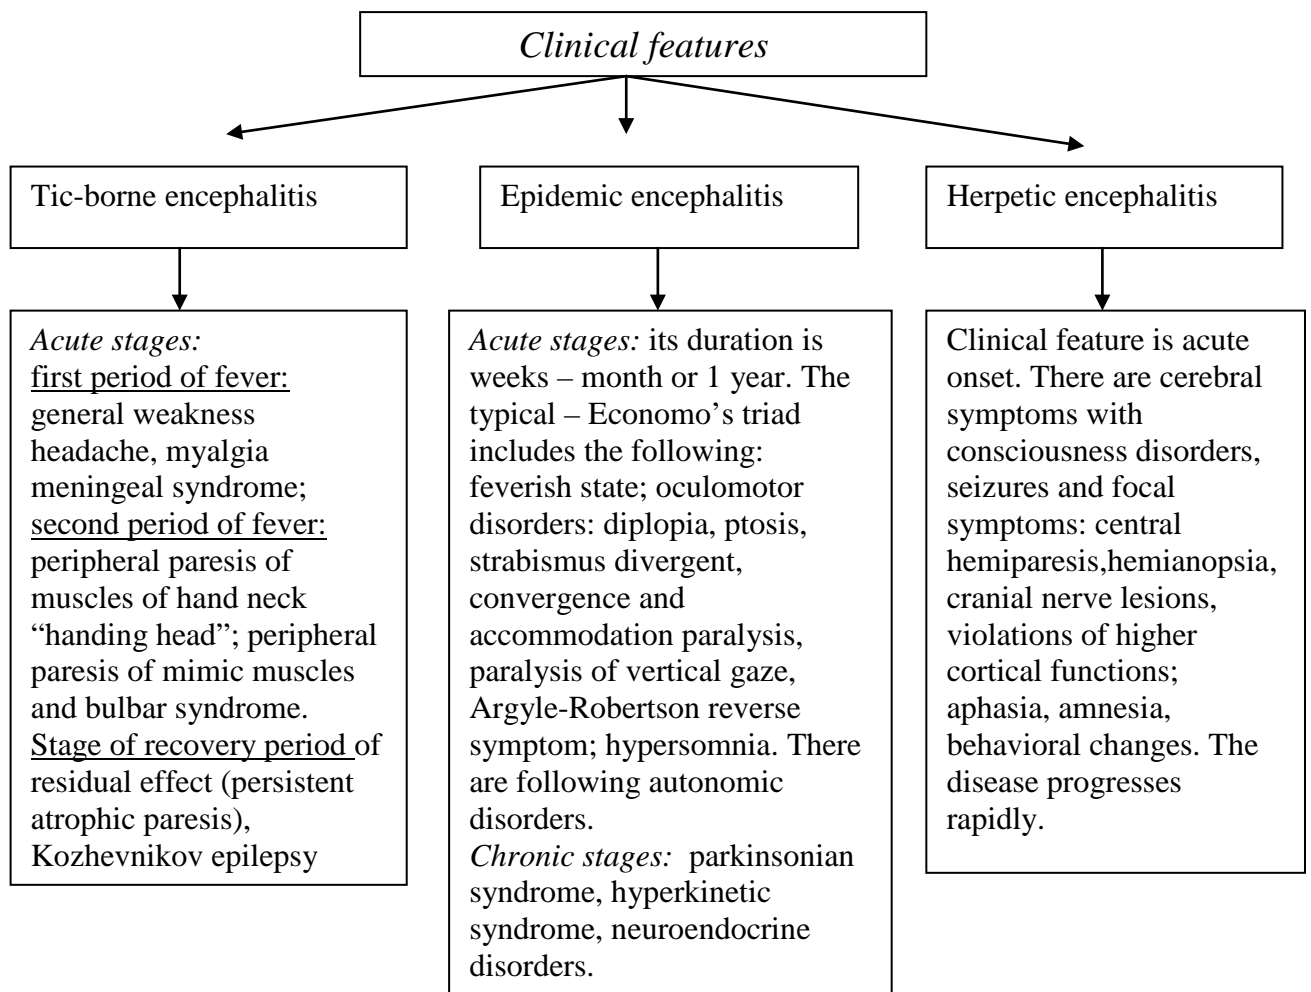 Clinical features
Tic-borne encephalitis
Epidemic encephalitis
Herpetic encephalitis
Acute stages:
first period of fever:
general weakness
headache, myalgia
meningeal syndrome;
second period of fever:
peripheral paresis of
muscles of hand neck
“handing head”; peripheral
paresis of mimic muscles
and bulbar syndrome.
Stage of recovery period of
residual effect (persistent
atrophic paresis),
Kozhevnikov epilepsy
Acute stages: its duration is
weeks – month or 1 year. The
typical – Economo’s triad
includes the following:
feverish state; oculomotor
disorders: diplopia, ptosis,
strabismus divergent,
convergence and
accommodation paralysis,
paralysis of vertical gaze,
Argyle-Robertson reverse
symptom; hypersomnia. There
are following autonomic
disorders.
Chronic stages:  parkinsonian
syndrome, hyperkinetic
syndrome, neuroendocrine
disorders.
Clinical feature is acute
onset. There are cerebral
symptoms with
consciousness disorders,
seizures and focal
symptoms: central
hemiparesis,hemianopsia,
cranial nerve lesions,
violations of higher
cortical functions;
aphasia, amnesia,
behavioral changes. The
disease progresses
rapidly.